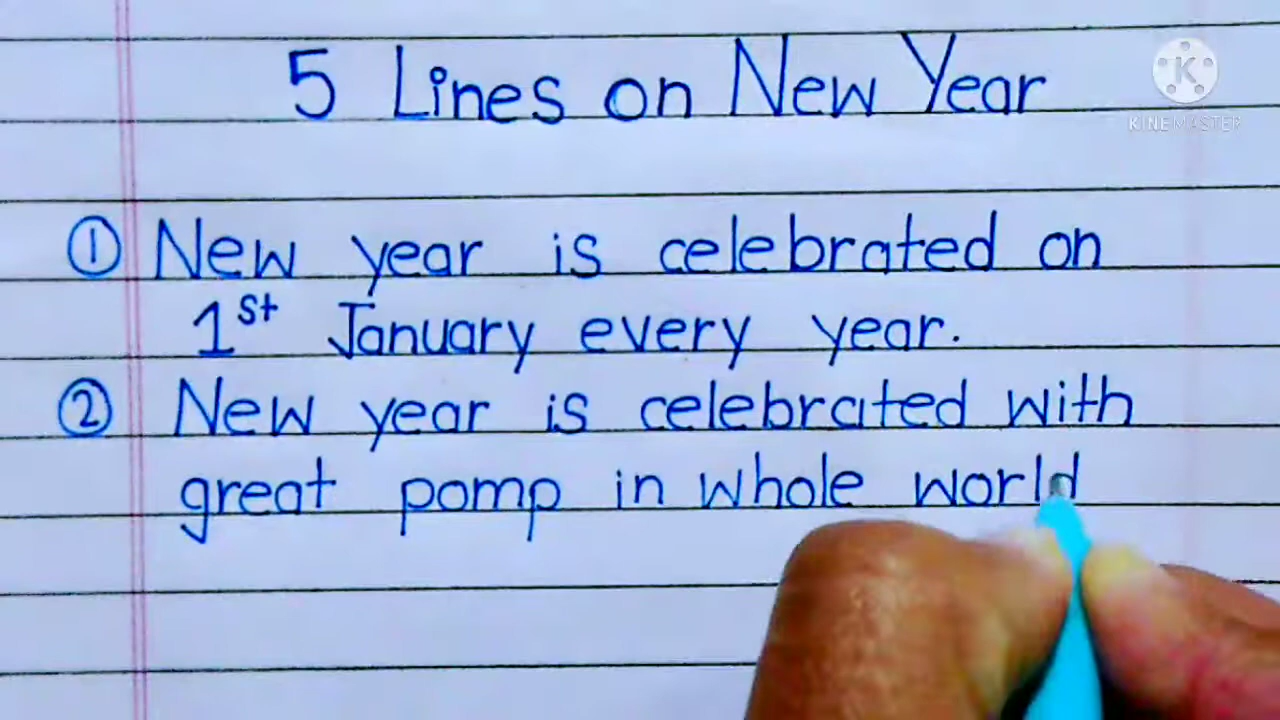 5 Lines on New Year
KINEMASTER
① New year is celebrated on
1st January every year.
② New year is celebrated with
great pomp in whole world